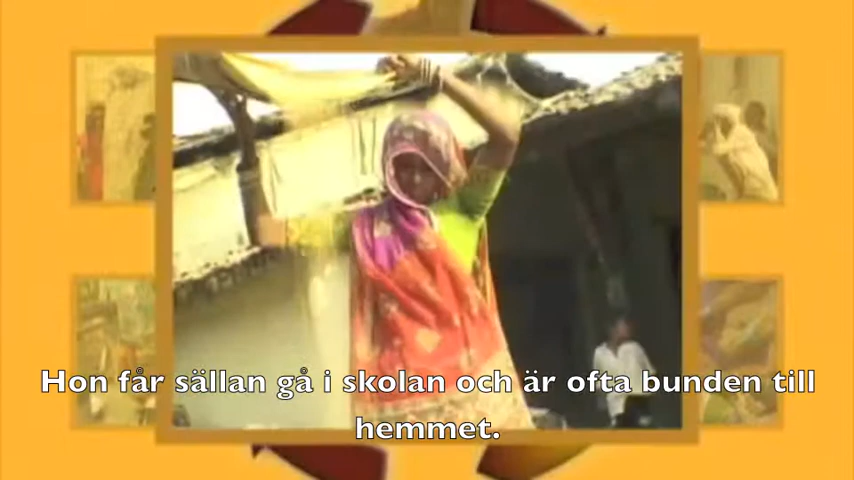 Hon får sällan gå i skolan och är ofta bunden till
hemmet.